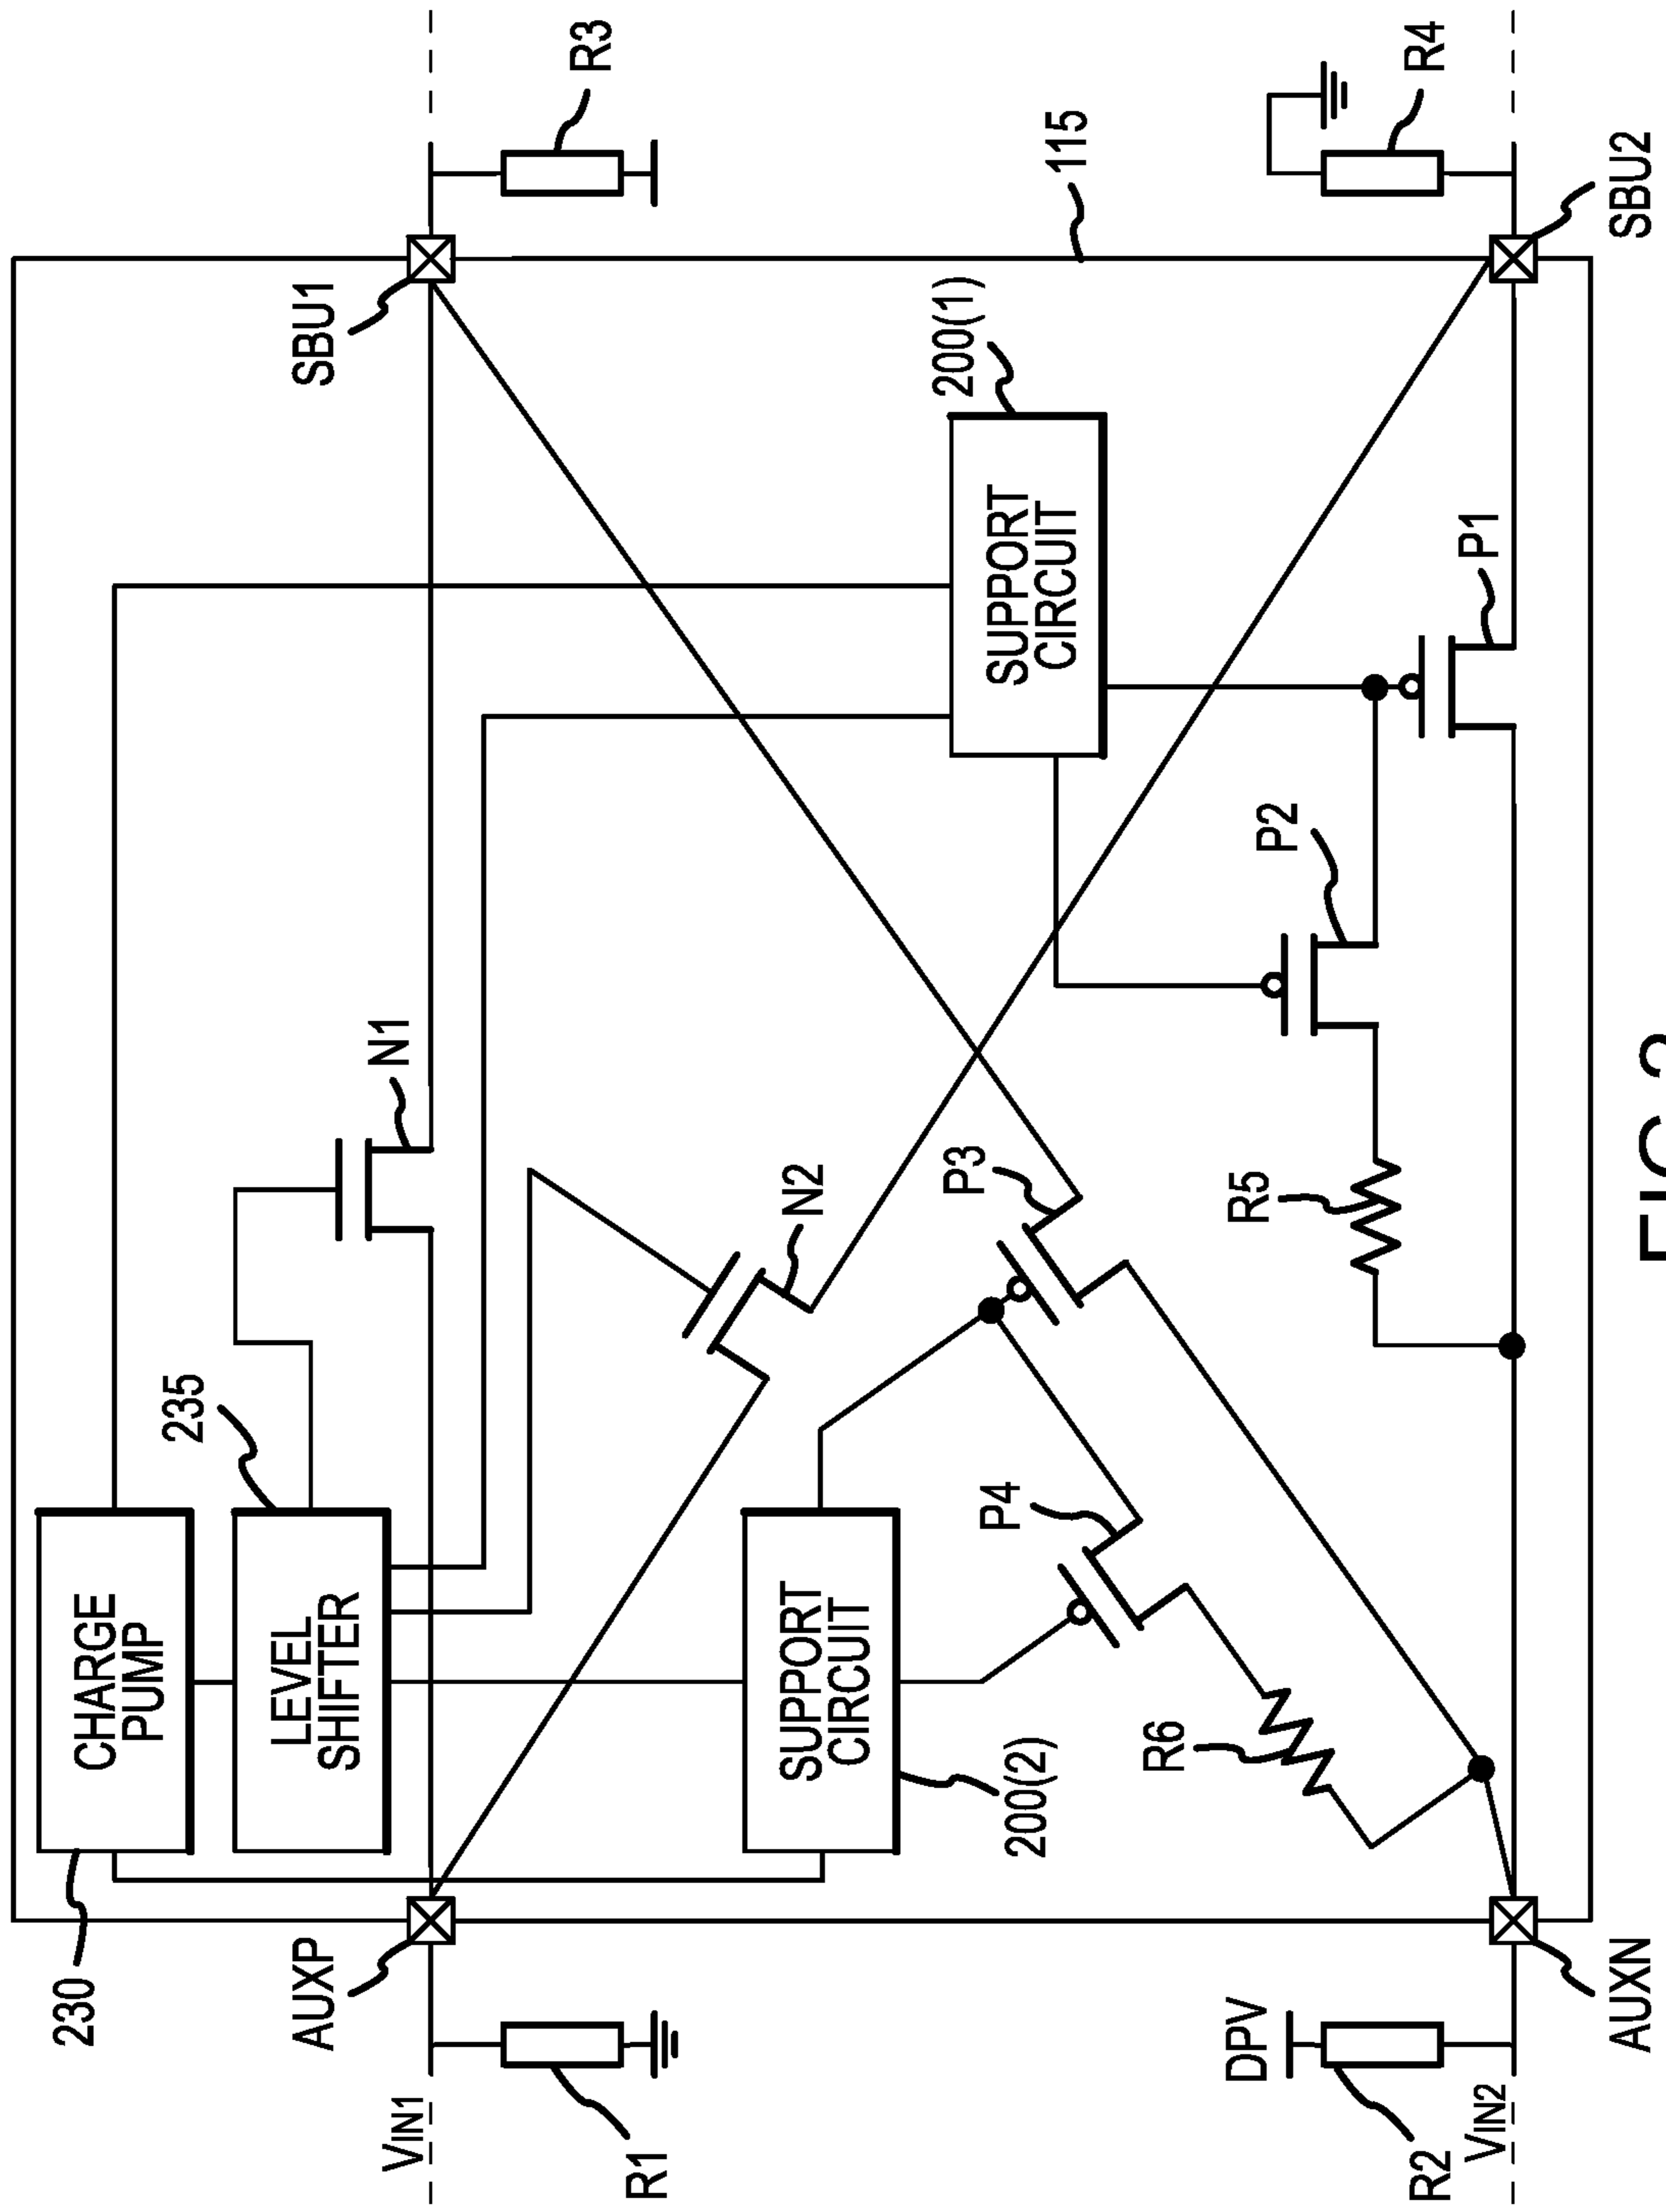 230
CHARGE
PUMP
235
LEVEL
SHIFTER
N1
AUXP
SBU1
VIN1
R1
R3
N2
SUPPORT
CIRCUIT
200(2)
P3
P4
R6
200(1)
SUPPORT
CIRCUIT
115
P2
R5
P1
DPV
R2
VIN2
AUXN
R4
SBU2